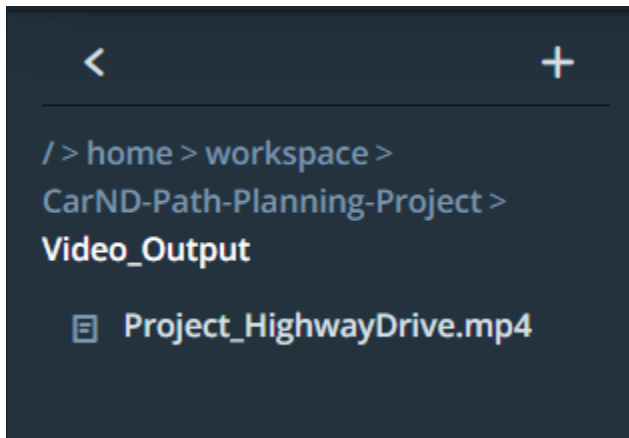 / > home > workspace >
CarND-Path-Planning-Project >
Video_Output
Project_HighwayDrive.mp4